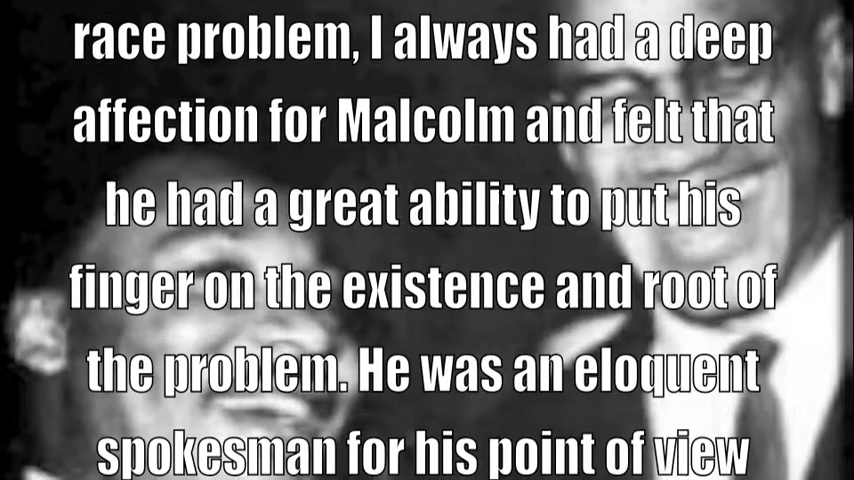 race problem, I always had a deep
affection for Malcolm and felt that
he had a great ability to put his
finger on the existence and root of
the problem. He was an eloquent
spokesman for his point of view